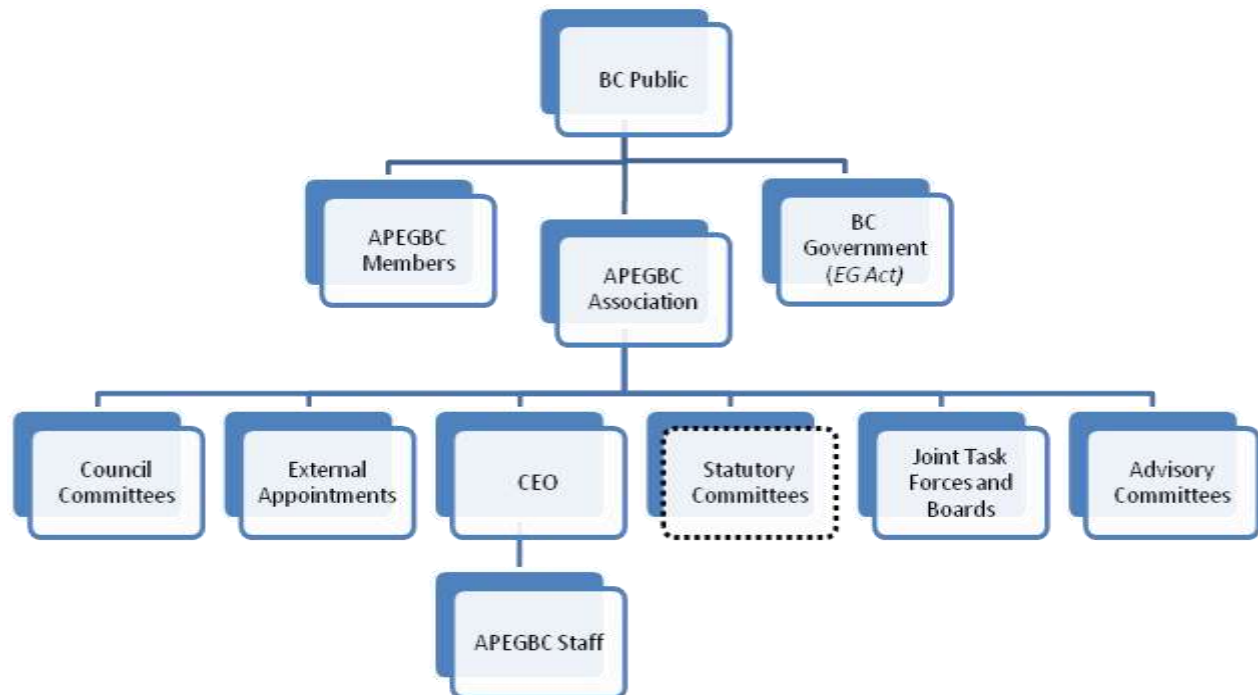 BC Public
APEGBC
Members
APEGBC
Association
BC
Government
(EG Act)
Council
Committees
External
Appointments
CEO
Statutory
Committees
Joint Task
Forces and
Boards
Advisory
Committees
APEGBC Staff